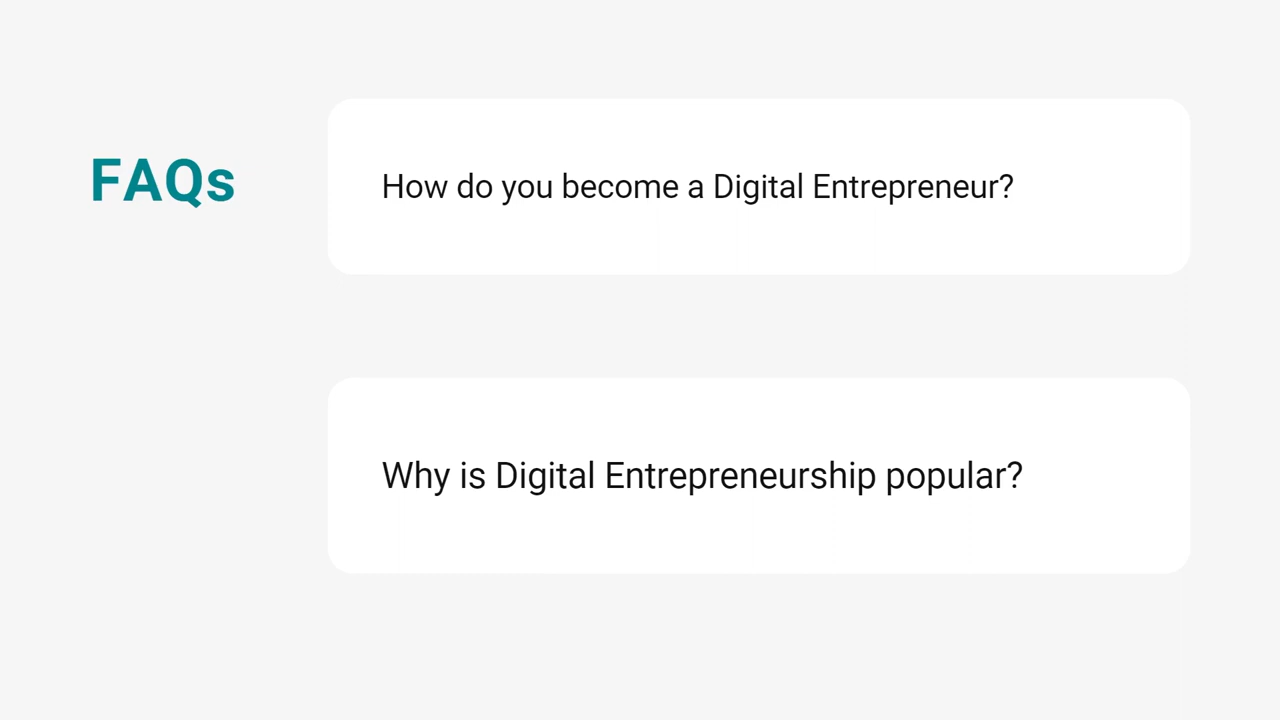 FAQs
How do you become a Digital Entrepreneur?
Why is Digital Entrepreneurship popular?